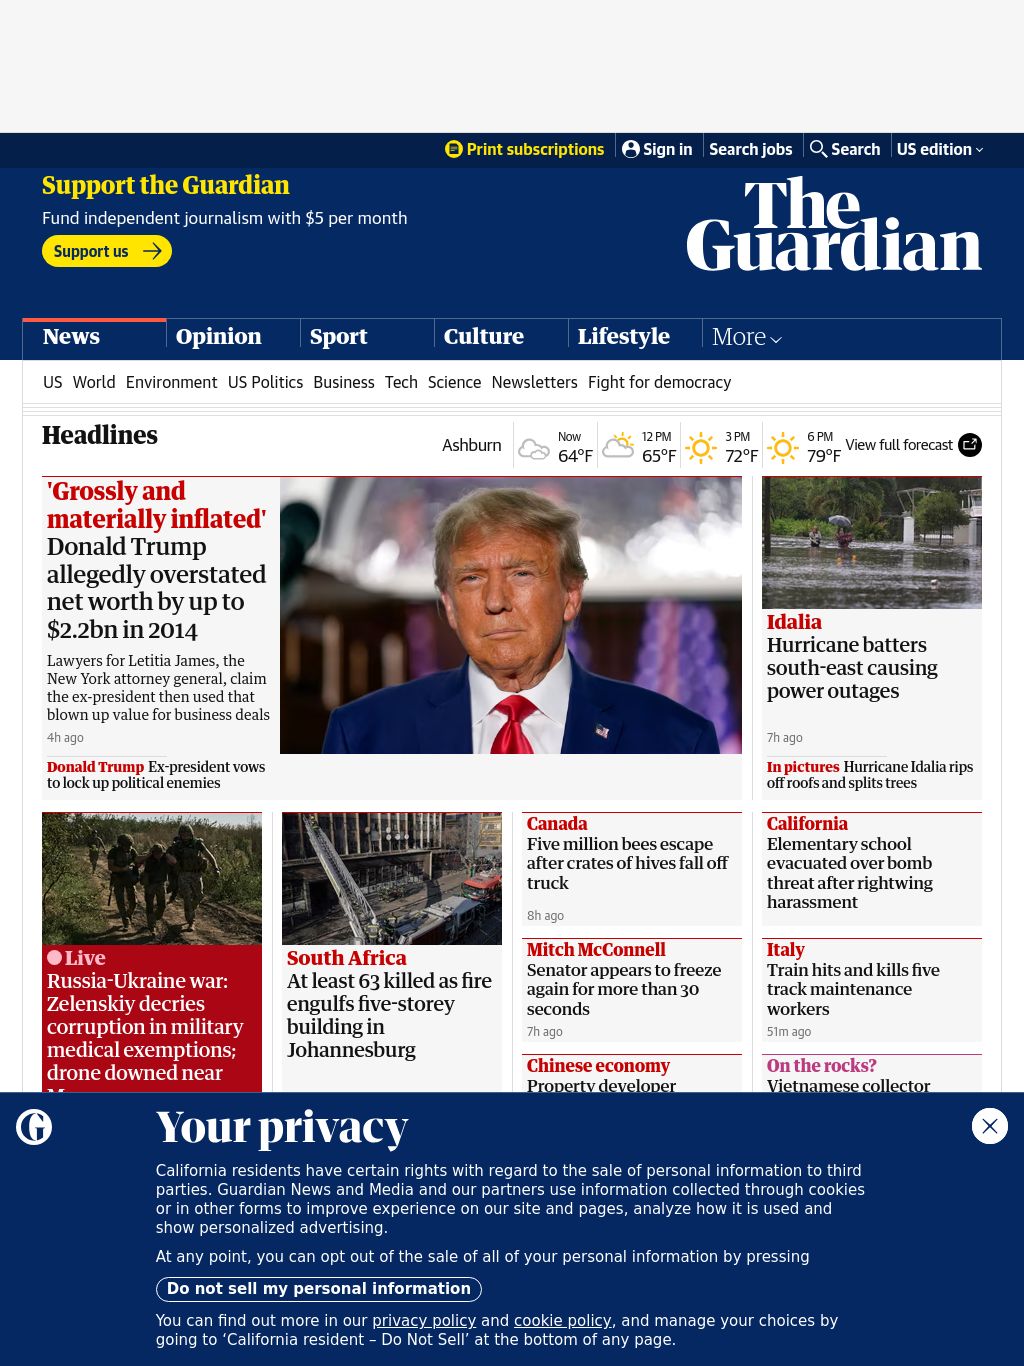 Print subscriptions
Sign in
Search jobs
Search
US edition
Support the Guardian
Fund independent journalism with $5 per month
Support us
The
Guardian
News
Opinion
Sport
Culture
Lifestyle
More
US
World
Environment
US Politics
Business
Tech
Science
Newsletters
Fight for democracy
Headlines
Ashburn
Now
64°F
12 PM
65°F
3 PM
72°F
6 PM
79°F
View full forecast
'Grossly and
materially inflated'
Donald Trump
allegedly overstated
net worth by up to
$2.2bn in 2014
Lawyers for Letitia James, the
New York attorney general, claim
the ex-president then used that
blown up value for business deals
4h ago
Donald Trump Ex-president vows
to lock up political enemies
Idalia
Hurricane batters
south-east causing
power outages
7h ago
In pictures Hurricane Idalia rips
off roofs and splits trees
Live
Russia-Ukraine war:
Zelenskiy decries
corruption in military
medical exemptions;
drone downed near
South Africa
At least 63 killed as fire
engulfs five-storey
building in
Johannesburg
Canada
Five million bees escape
after crates of hives fall off
truck
8h ago
Mitch McConnell
Senator appears to freeze
again for more than 30
seconds
7h ago
Chinese economy
Property developer
California
Elementary school
evacuated over bomb
threat after rightwing
harassment
Italy
Train hits and kills five
track maintenance
workers
51m ago
On the rocks?
Vietnamese collector
G
Your privacy
California residents have certain rights with regard to the sale of personal information to third
parties. Guardian News and Media and our partners use information collected through cookies
or in other forms to improve experience on our site and pages, analyze how it is used and
show personalized advertising.
At any point, you can opt out of the sale of all of your personal information by pressing
Do not sell my personal information
You can find out more in our privacy policy and cookie policy, and manage your choices by
going to ‘California resident – Do Not Sell’ at the bottom of any page.